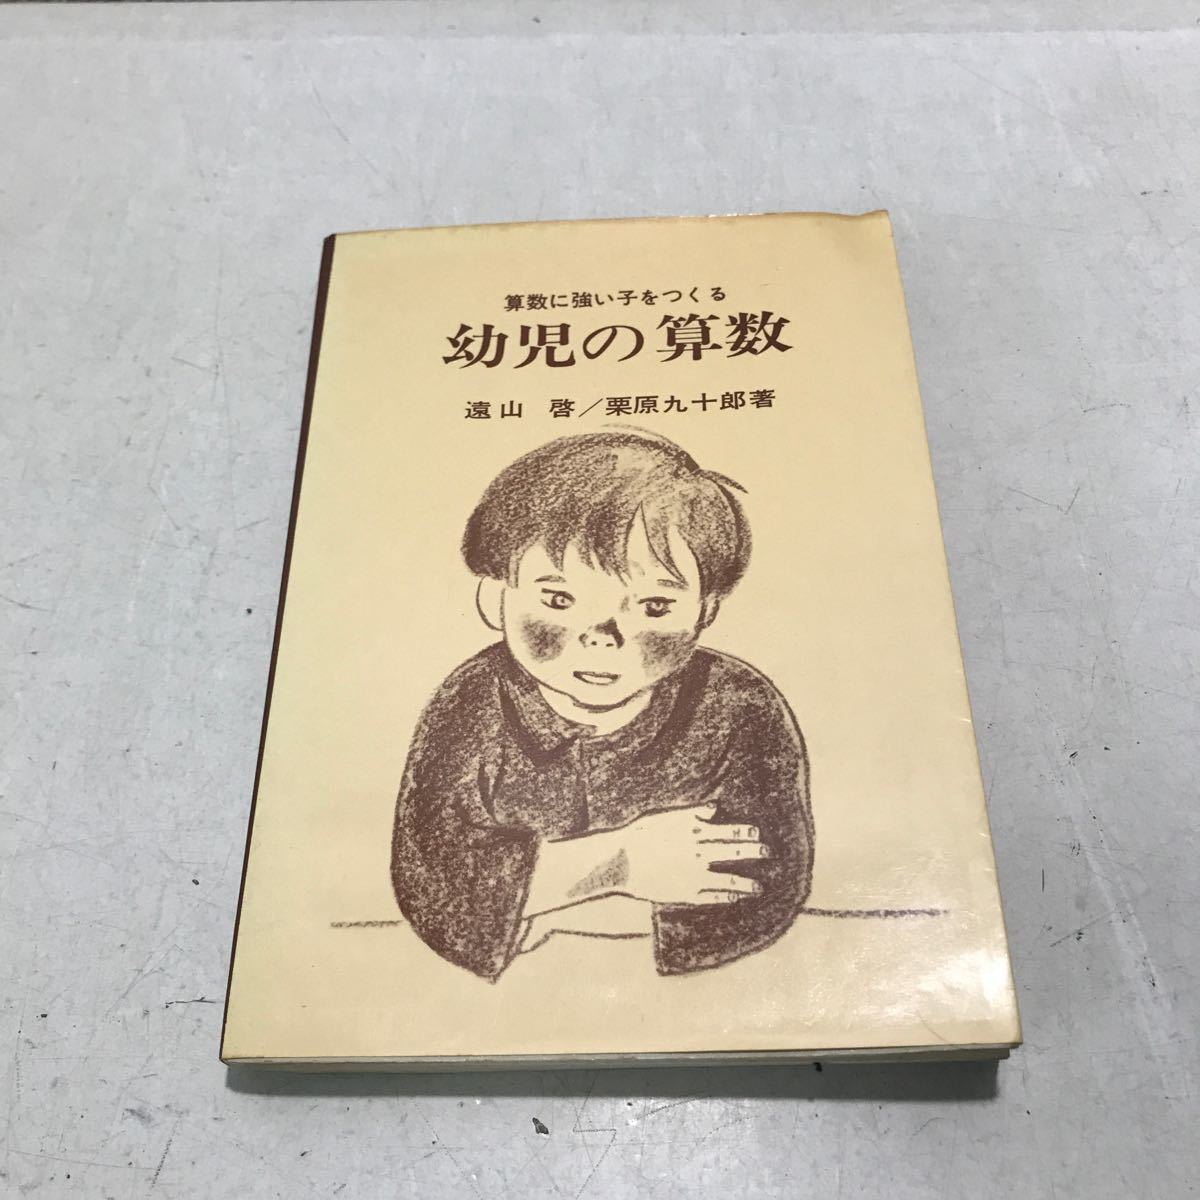 算数に強い子をつくる
幼児の算数
遠山 啓／栗原九十郎著